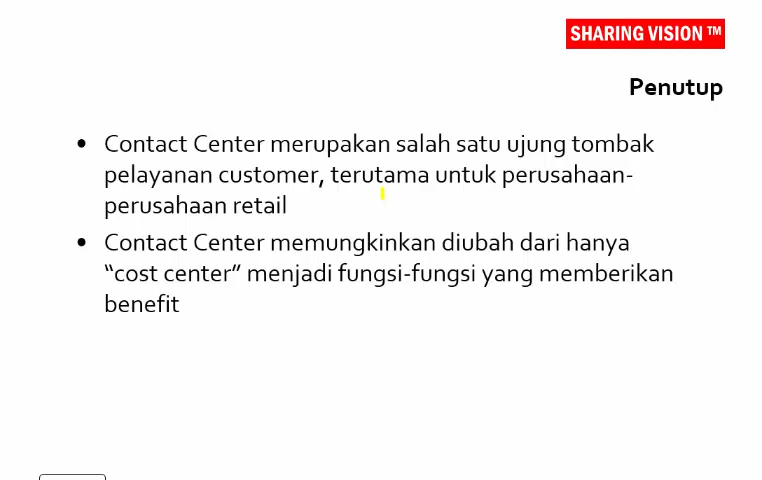 SHARING VISION ™
Penutup
• Contact Center merupakan salah satu ujung tombak
pelayanan customer, terutama untuk perusahaan-
perusahaan retail
• Contact Center memungkinkan diubah dari hanya
“cost center” menjadi fungsi-fungsi yang memberikan
benefit